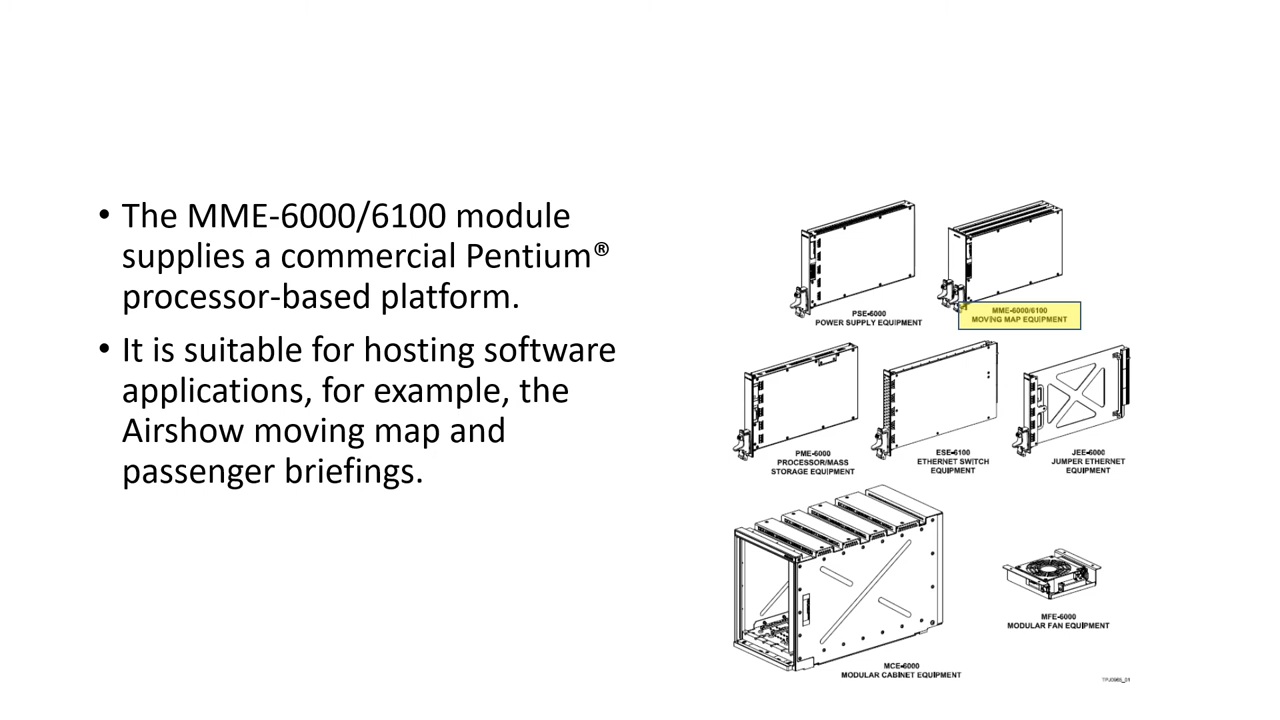 • The MME-6000/6100 module
supplies a commercial Pentium®
processor-based platform.
• It is suitable for hosting software
applications, for example, the
Airshow moving map and
passenger briefings.
PSE-6000
POWER SUPPLY EQUIPMENT
MME-6000/6100
MOVING MAP EQUIPMENT
PME-6000
PROCESSOR/MASS
STORAGE EQUIPMENT
ESE-6100
ETHERNET SWITCH
EQUIPMENT
JEE-6000
JUMPER ETHERNET
EQUIPMENT
MFE-6000
MODULAR FAN EQUIPMENT
MCE-6000
MODULAR CABINET EQUIPMENT